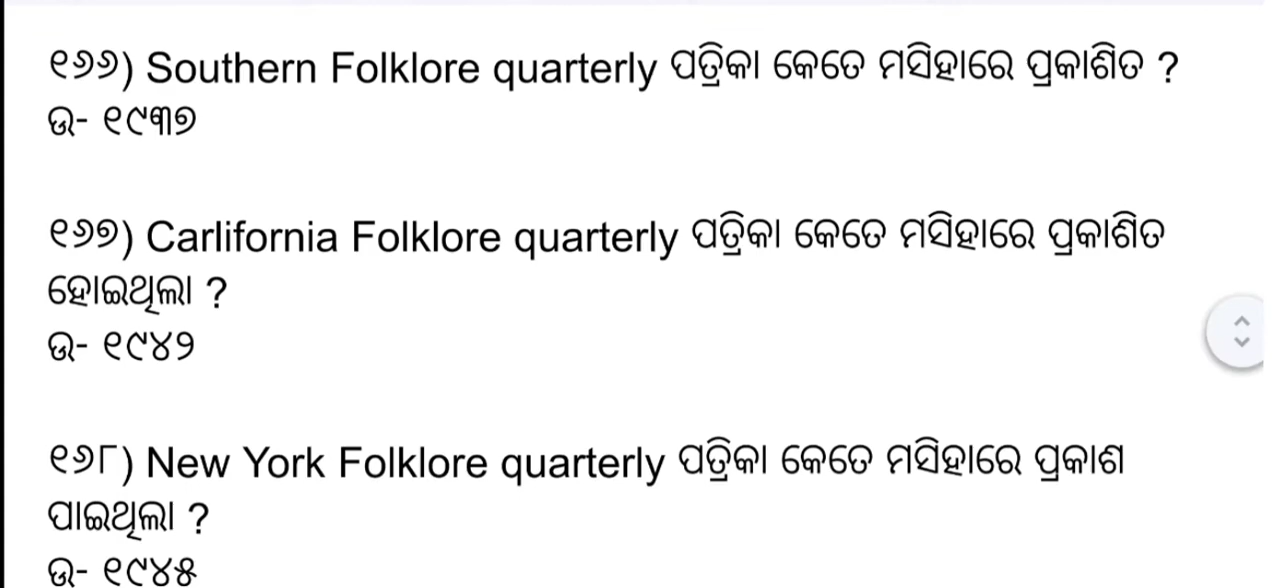 ୧୬୬) Southern Folklore quarterly ପତ୍ରିକା କେତେ ମସିହାରେ ପ୍ରକାଶିତ ?
ଉ- ୧୯୩୭
୧୬୭) Carlifornia Folklore quarterly ପତ୍ରିକା କେତେ ମସିହାରେ ପ୍ରକାଶିତ
ହୋଇଥିଲା ?
ଉ- ୧୯୪୨
୧୬୮) New York Folklore quarterly ପତ୍ରିକା କେତେ ମସିହାରେ ପ୍ରକାଶ
ପାଇଥିଲା ?
ଉ- ୧୯୪୫